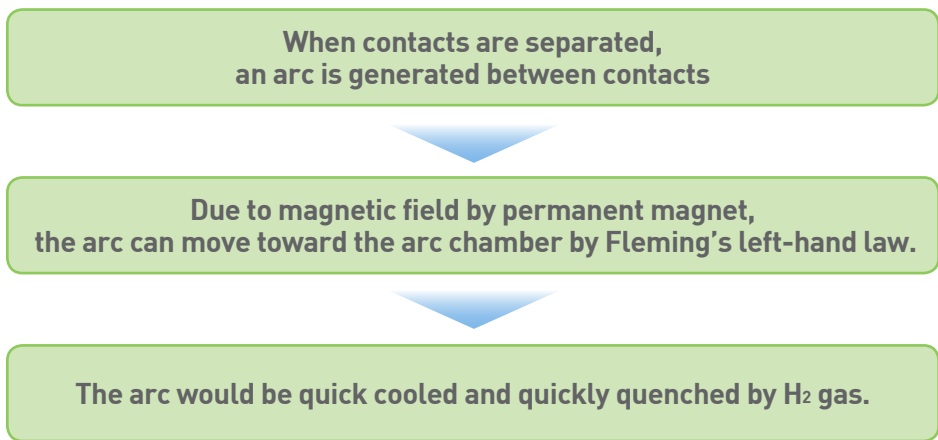 When contacts are separated,
an arc is generated between contacts
Due to magnetic field by permanent magnet,
the arc can move toward the arc chamber by Fleming’s left-hand law.
The arc would be quick cooled and quickly quenched by H2 gas.